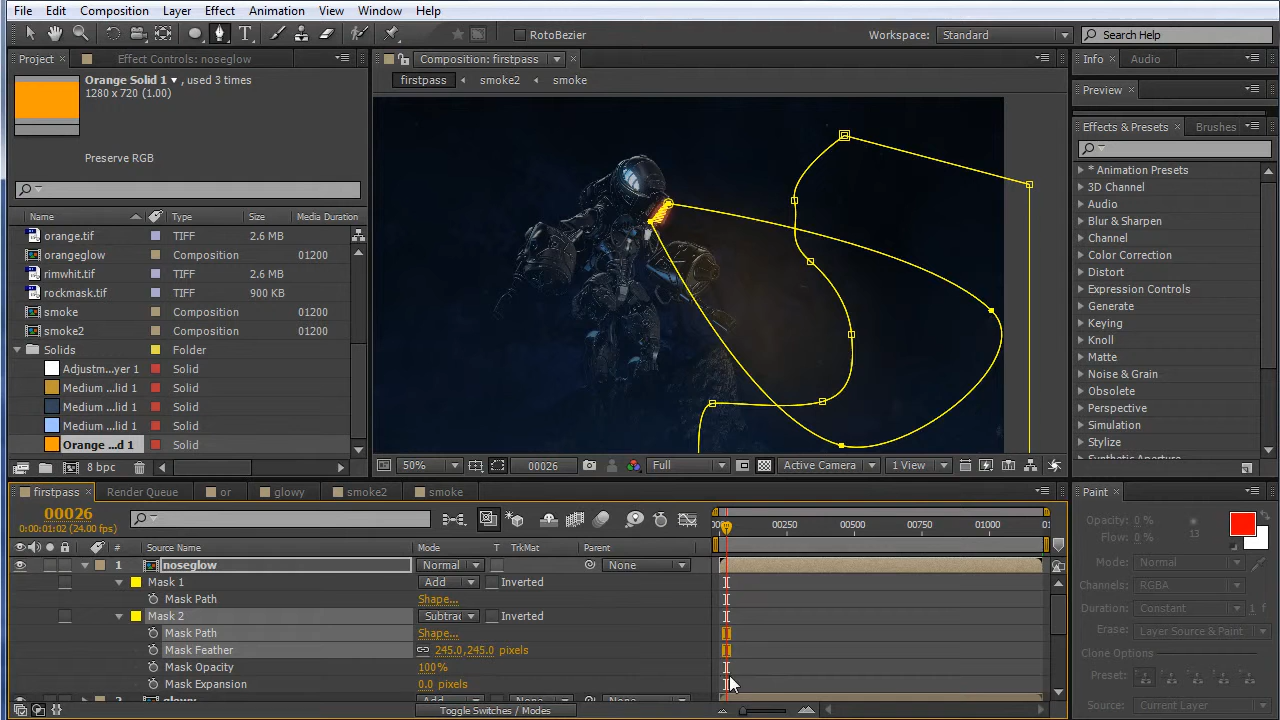 File Edit Composition Layer Effect Animation View Window Help
RotoBezier
Workspace: Standard
Search Help
Project
Effect Controls: noseglow
Orange Solid 1 , used 3 times
1280 x 720 (1.00)
Preserve RGB
Name Type Size Media Duration
orange.tif TIFF 2.6 MB
orangeglow Composition 01200
rimwhit.tif TIFF 2.6 MB
rockmask.tif TIFF 900 KB
smoke Composition 01200
smoke2 Composition 01200
Solids Folder
Adjustm...yer 1 Solid
Medium ...lid 1 Solid
Medium ...lid 1 Solid
Medium ...lid 1 Solid
Orange ...d 1 Solid
8 bpc
Composition: firstpass
firstpass smoke2 smoke
50% 00026 Full Active Camera 1 View
Info Audio
Preview
Effects & Presets Brushes
* Animation Presets
3D Channel
Audio
Blur & Sharpen
Channel
Color Correction
Distort
Expression Controls
Generate
Keying
Knoll
Matte
Noise & Grain
Obsolete
Perspective
Simulation
Stylize
Synthetic Aperture
firstpass Render Queue or glowy smoke2 smoke
00026
0:00:01:02 (24.00 fps)
# Source Name Mode T TrkMat Parent
00250 00500 00750 01000
1 noseglow Normal None
Mask 1 Add Inverted
Mask Path Shape...
Mask 2 Subtrac Inverted
Mask Path Shape...
Mask Feather 245.0,245.0 pixels
Mask Opacity 100%
Mask Expansion 0.0 pixels
Toggle Switches / Modes
Paint
Opacity: 0 %
Flow: 0 %
13
Mode: Normal
Channels: RGBA
Duration: Constant 1 f
Erase: Layer Source & Paint
Clone Options
Preset:
Source: Current Layer